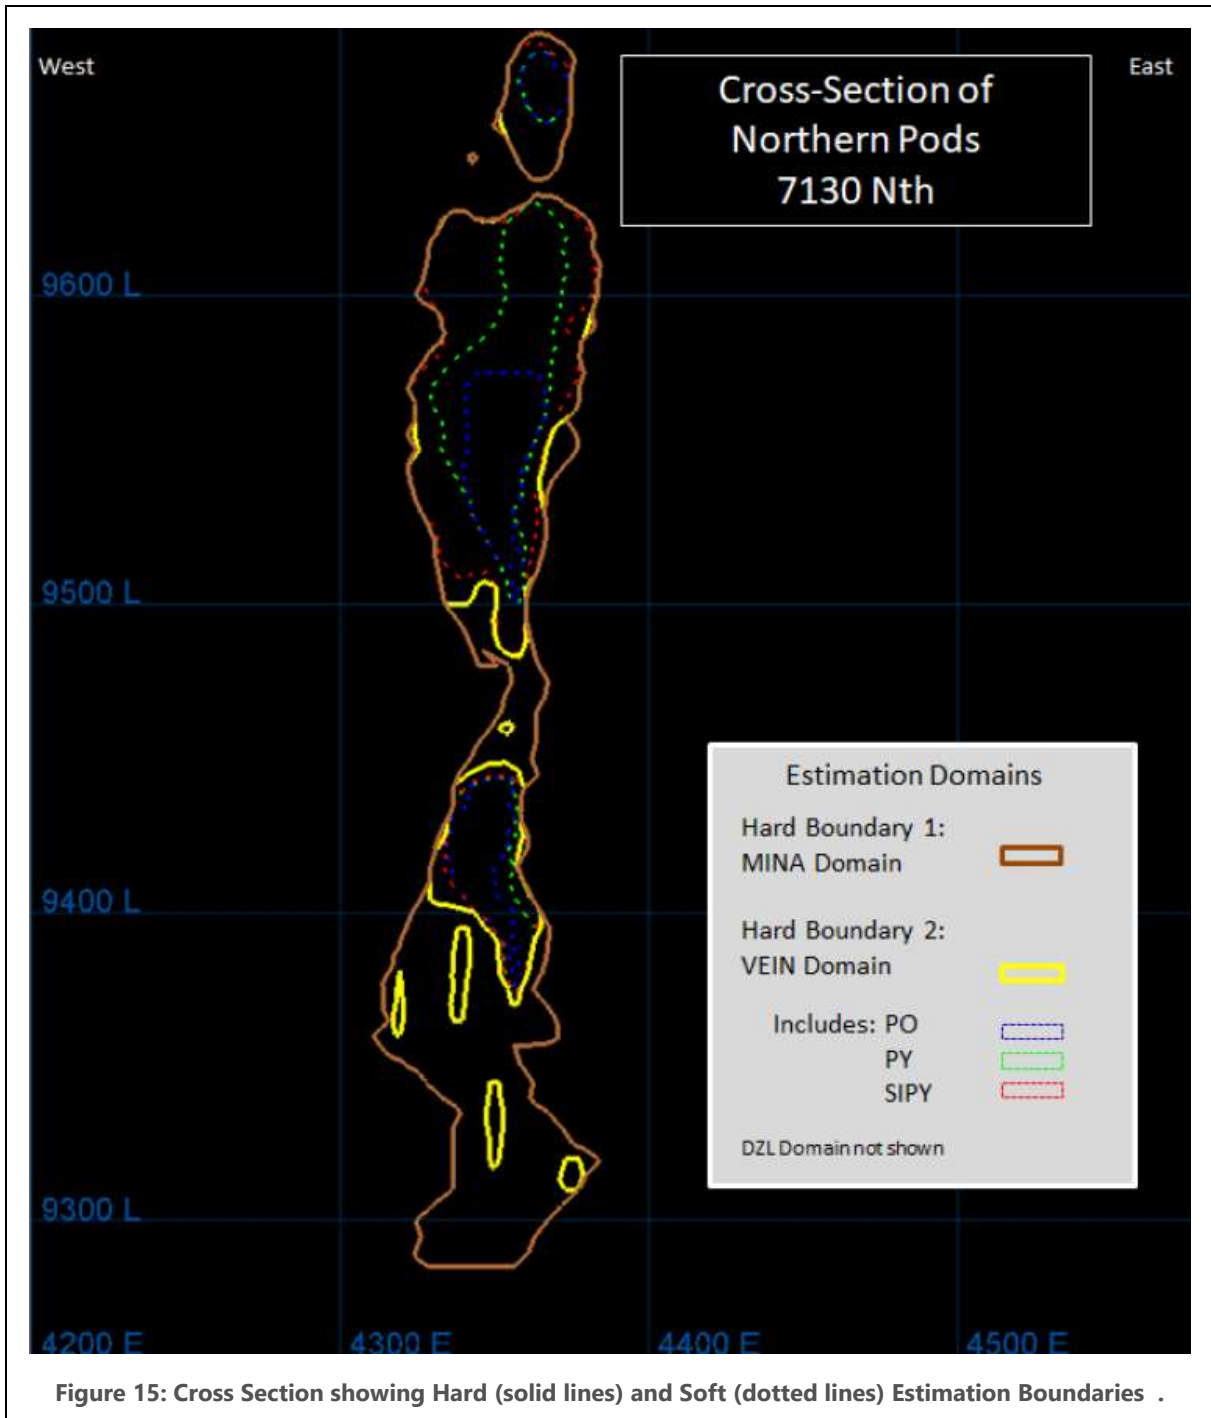 West
East
Cross-Section of
Northern Pods
7130 Nth
9600 L
9500 L
9400 L
9300 L
4200 E
4300 E
4400 E
4500 E
Estimation Domains
Hard Boundary 1:
MINA Domain
Hard Boundary 2:
VEIN Domain
Includes: PO
PY
SIPY
DZL Domain not shown
Figure 15: Cross Section showing Hard (solid lines) and Soft (dotted lines) Estimation Boundaries .